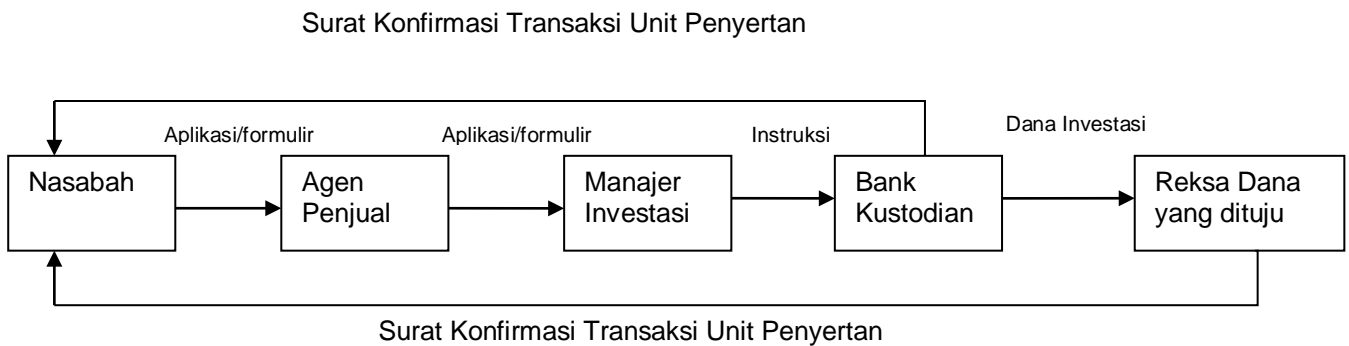 Surat Konfirmasi Transaksi Unit Penyertan
Aplikasi/formulir
Aplikasi/formulir
Instruksi
Dana Investasi
Nasabah
Agen
Penjual
Manajer
Investasi
Bank
Kustodian
Reksa Dana
yang dituju
Surat Konfirmasi Transaksi Unit Penyertan